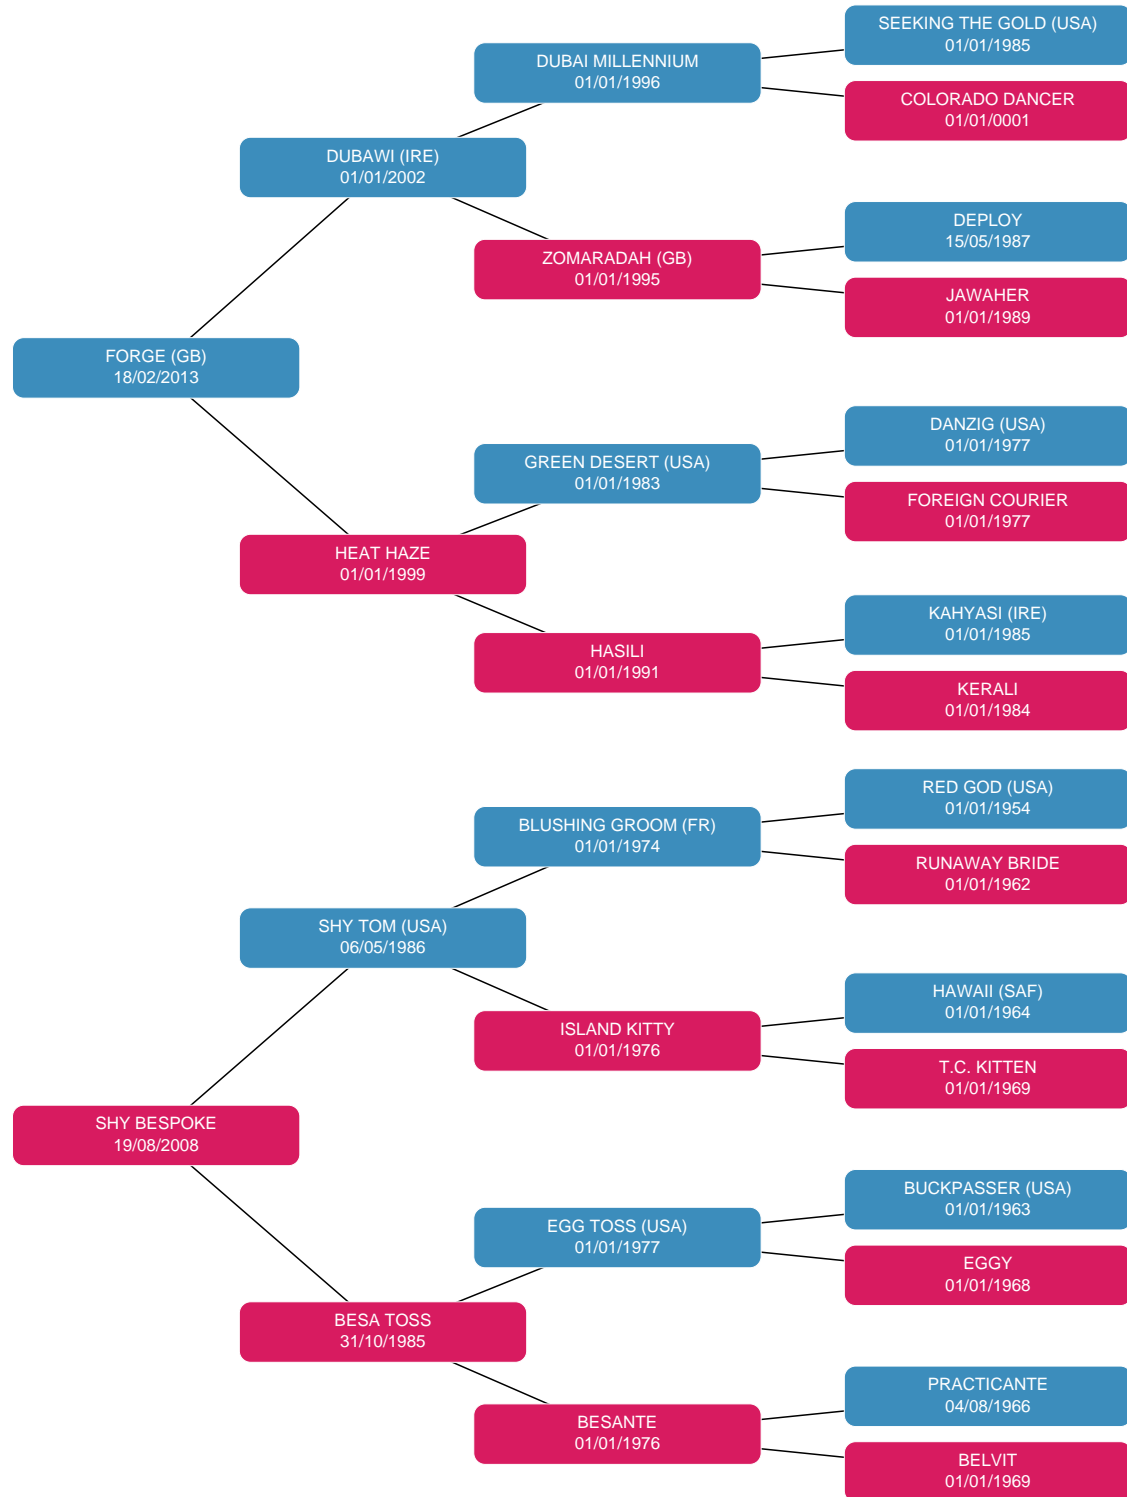 SEEKING THE GOLD (USA)
01/01/1985
DUBAI MILLENNIUM
01/01/1996
COLORADO DANCER
01/01/0001
DUBAWI (IRE)
01/01/2002
DEPLOY
15/05/1987
ZOMARADAH (GB)
01/01/1995
JAWAHER
01/01/1989
FORGE (GB)
18/02/2013
DANZIG (USA)
01/01/1977
GREEN DESERT (USA)
01/01/1983
FOREIGN COURIER
01/01/1977
HEAT HAZE
01/01/1999
KAHYASI (IRE)
01/01/1985
HASILI
01/01/1991
KERALI
01/01/1984
RED GOD (USA)
01/01/1954
BLUSHING GROOM (FR)
01/01/1974
RUNAWAY BRIDE
01/01/1962
SHY TOM (USA)
06/05/1986
HAWAII (SAF)
01/01/1964
ISLAND KITTY
01/01/1976
T.C. KITTEN
01/01/1969
SHY BESPOKE
19/08/2008
BUCKPASSER (USA)
01/01/1963
EGG TOSS (USA)
01/01/1977
EGGY
01/01/1968
BESA TOSS
31/10/1985
PRACTICANTE
04/08/1966
BESANTE
01/01/1976
BELVIT
01/01/1969